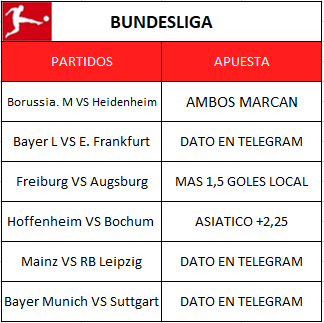 BUNDESLIGA
PARTIDOS APUESTA
Borussia. M VS Heidenheim AMBOS MARCAN
Bayer L VS E. Frankfurt DATO EN TELEGRAM
Freiburg VS Augsburg MAS 1,5 GOLES LOCAL
Hoffenheim VS Bochum ASIATICO +2,25
Mainz VS RB Leipzig DATO EN TELEGRAM
Bayer Munich VS Suttgart DATO EN TELEGRAM